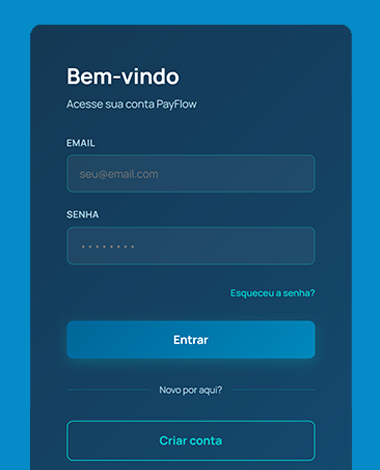 Bem-vindo
Acesse sua conta PayFlow
EMAIL
seu@email.com
SENHA
••••••••
Esqueceu a senha?
Entrar
Novo por aqui?
Criar conta